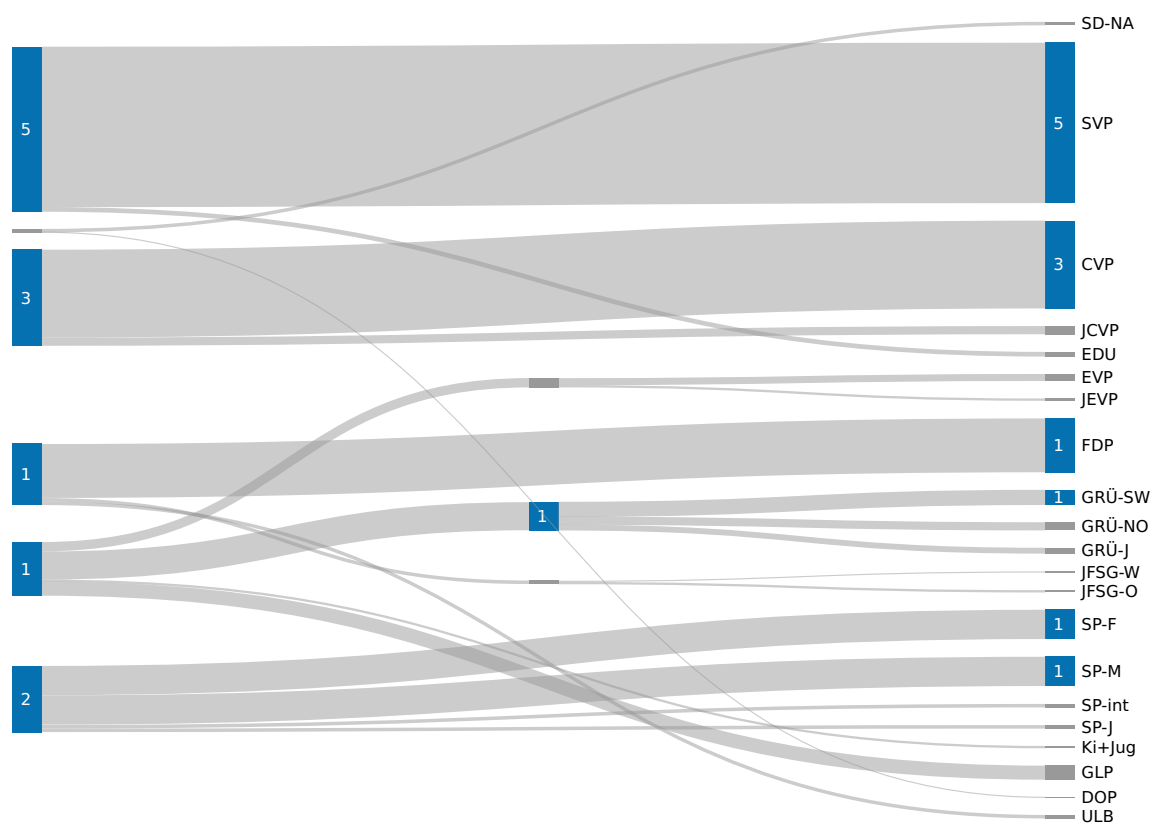 SD-NA
5
5 SVP
3
3 CVP
JCVP
EDU
EVP
JEVP
1
1 FDP
1 GRÜ-SW
1
GRÜ-NO
GRÜ-J
1
JFSG-W
JFSG-O
1 SP-F
1 SP-M
2
SP-int
SP-J
Ki+Jug
GLP
DOP
ULB